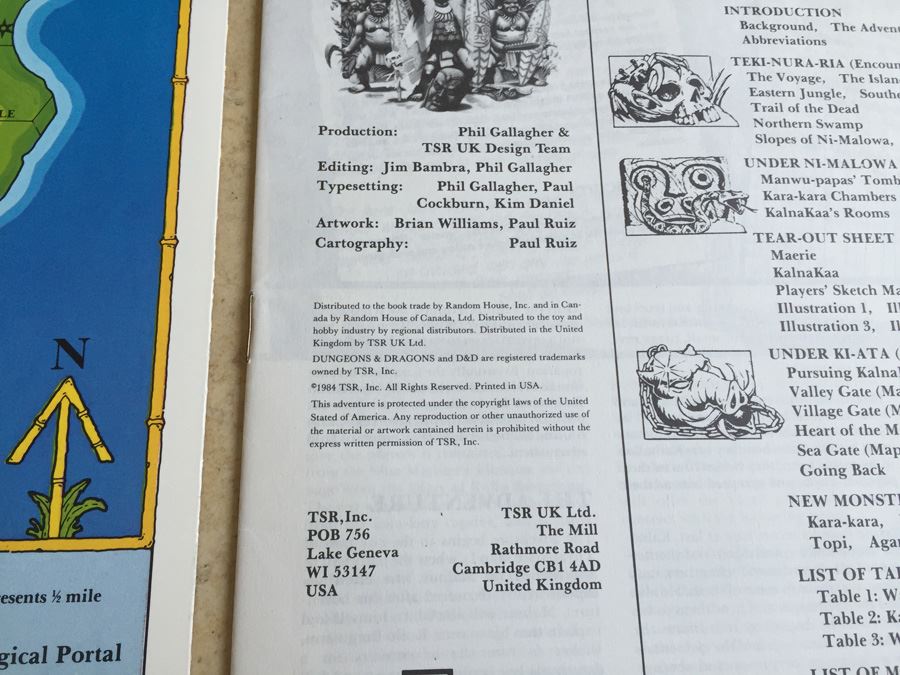 LE
N
resents ½ mile
gical Portal
Production: Phil Gallagher &
TSR UK Design Team
Editing: Jim Bambra, Phil Gallagher
Typesetting: Phil Gallagher, Paul
Cockburn, Kim Daniel
Artwork: Brian Williams, Paul Ruiz
Cartography: Paul Ruiz
Distributed to the book trade by Random House, Inc. and in Can-
ada by Random House of Canada, Ltd. Distributed to the toy and
hobby industry by regional distributors. Distributed in the United
Kingdom by TSR UK Ltd.
DUNGEONS & DRAGONS and D&D are registered trademarks
owned by TSR, Inc.
©1984 TSR, Inc. All Rights Reserved. Printed in USA.
This adventure is protected under the copyright laws of the United
States of America. Any reproduction or other unauthorized use of
the material or artwork cantained herein is prohibited without the
express written permission of TSR, Inc.
TSR,Inc.
POB 756
Lake Geneva
WI 53147
USA
TSR UK Ltd.
The Mill
Rathmore Road
Cambridge CB1 4AD
United Kingdom
INTRODUCTION
Background, The Adven
Abbreviations
TEKI-NURA-RIA (Encoun
The Voyage, The Islan
Eastern Jungle, Southe
Trail of the Dead
Northern Swamp
Slopes of Ni-Malowa,
UNDER NI-MALOWA
Manwu-papas' Tomb
Kara-kara Chambers
KalnaKaa's Rooms
TEAR-OUT SHEET
Maerie
KalnaKaa
Players' Sketch Ma
Illustration 1, Il
Illustration 3, I
UNDER KI-ATA (
Pursuing Kalna
Valley Gate (Ma
Village Gate (M
Heart of the M
Sea Gate (Map
Going Back
NEW MONST
Kara-kara,
Topi, Agar
LIST OF TA
Table 1: W
Table 2: Ka
Table 3: W
LIST OF M